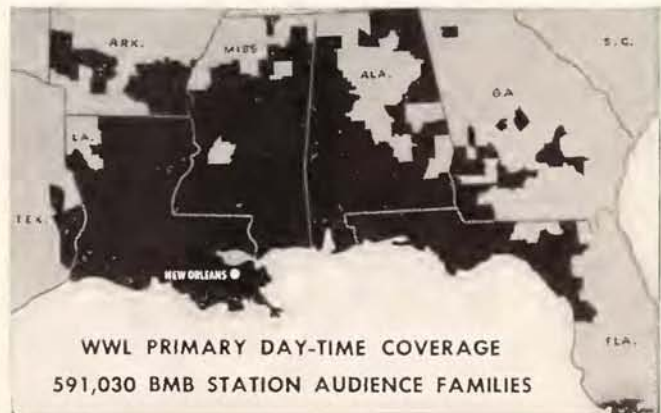 ARK.
MISS
ALA.
GA
S.C.
LA.
TEX.
NEW ORLEANS
FLA.
WWL PRIMARY DAY-TIME COVERAGE
591,030 BMB STATION AUDIENCE FAMILIES